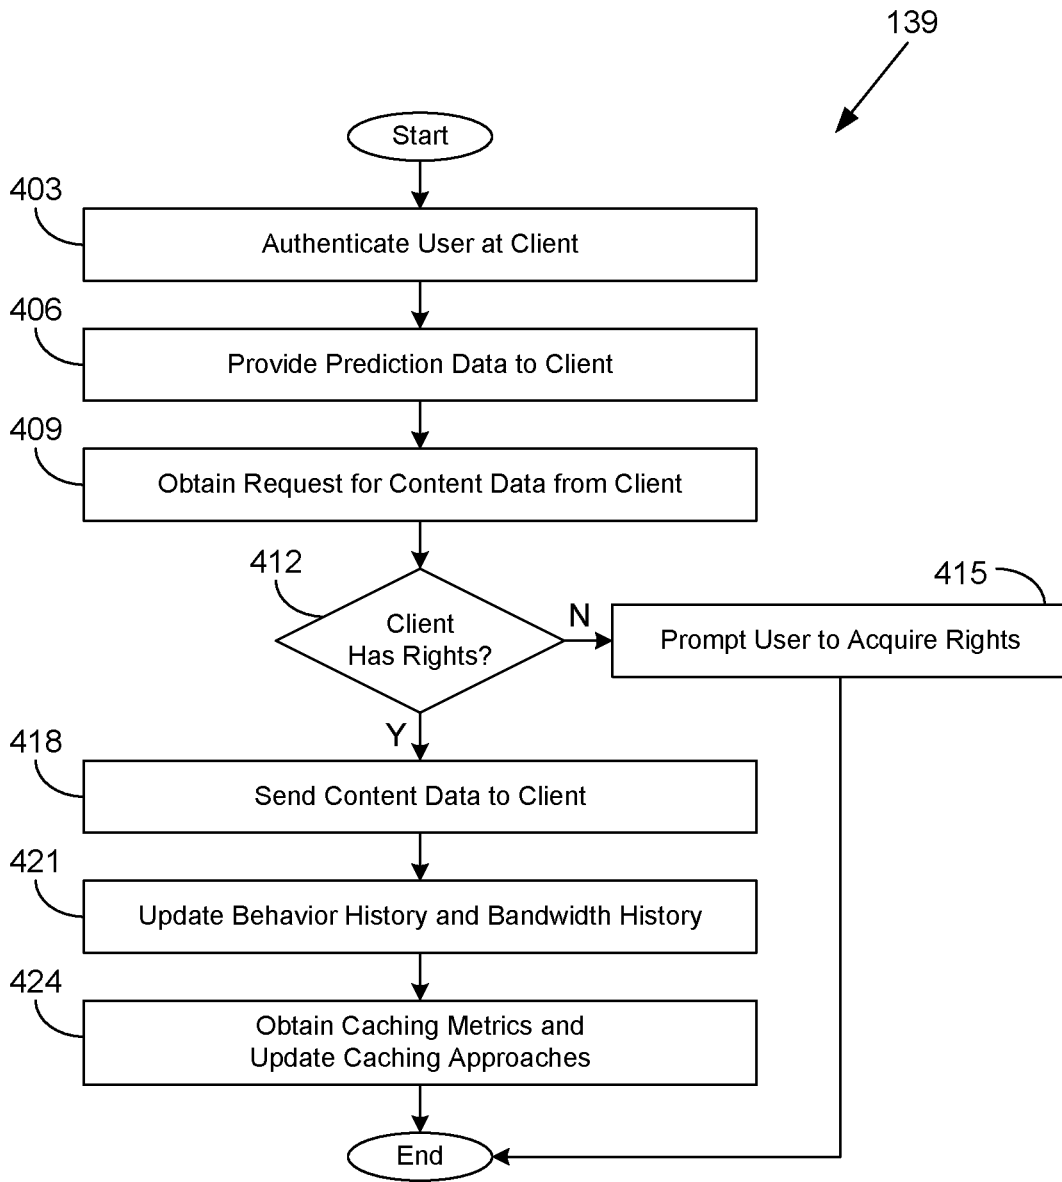 139
Start
403
Authenticate User at Client
406
Provide Prediction Data to Client
409
Obtain Request for Content Data from Client
412
Client
Has Rights?
N
415
Prompt User to Acquire Rights
Y
418
Send Content Data to Client
421
Update Behavior History and Bandwidth History
424
Obtain Caching Metrics and
Update Caching Approaches
End